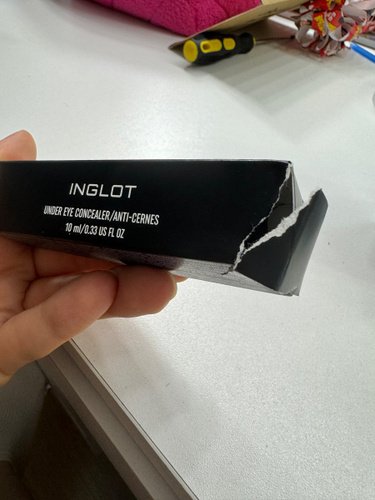 INGLOT
UNDER EYE CONCEALER/ANTI-CERNES
10 ml/0.33 US FL OZ